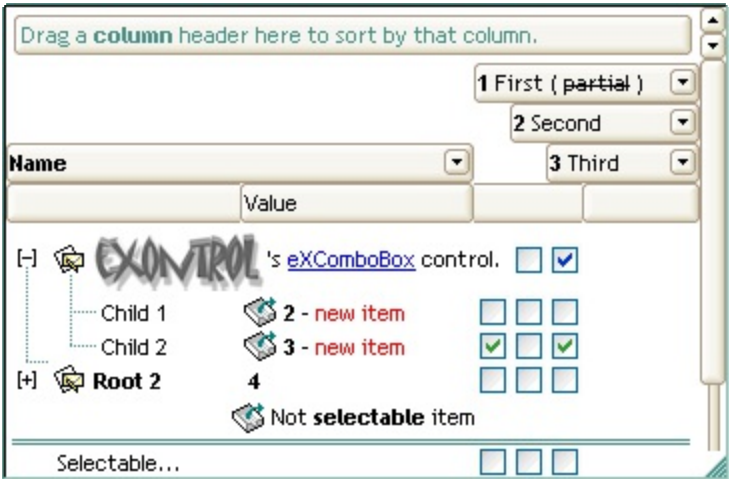 Drag a column header here to sort by that column.
1 First ( partial )
2 Second
Name
3 Third
Value
[-] EXONTROL 's eXComboBox control.
Child 1 2 - new item
Child 2 3 - new item
[+] Root 2 4
Not selectable item
Selectable...